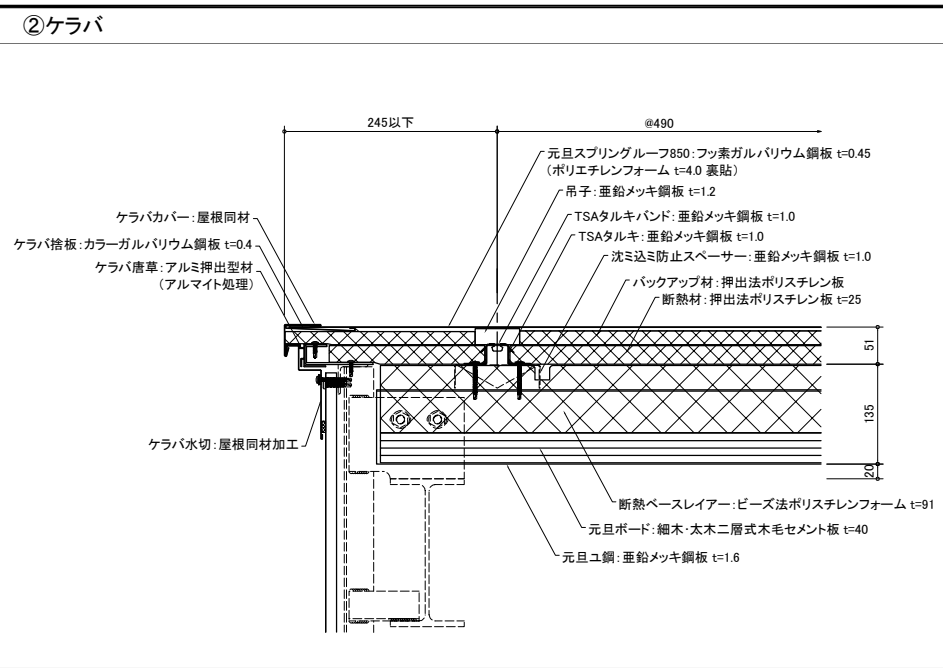 ②ケラバ
245以下
@490
元旦スプリングルーフ850：フッ素ガルバリウム鋼板 t=0.45
（ポリエチレンフォーム t=4.0 裏貼）
吊子：亜鉛メッキ鋼板 t=1.2
TSAタルキバンド：亜鉛メッキ鋼板 t=1.0
TSAタルキ：亜鉛メッキ鋼板 t=1.0
沈ミ込ミ防止スペーサー：亜鉛メッキ鋼板 t=1.0
バックアップ材：押出法ポリスチレン板
断熱材：押出法ポリスチレン板 t=25
ケラバカバー：屋根同材
ケラバ捨板：カラーガルバリウム鋼板 t=0.4
ケラバ唐草：アルミ押出型材
（アルマイト処理）
51
135
20
ケラバ水切：屋根同材加工
断熱ベースレイアー：ビーズ法ポリスチレンフォーム t=91
元旦ボード：細木・太木二層式木毛セメント板 t=40
元旦ユ鋼：亜鉛メッキ鋼板 t=1.6